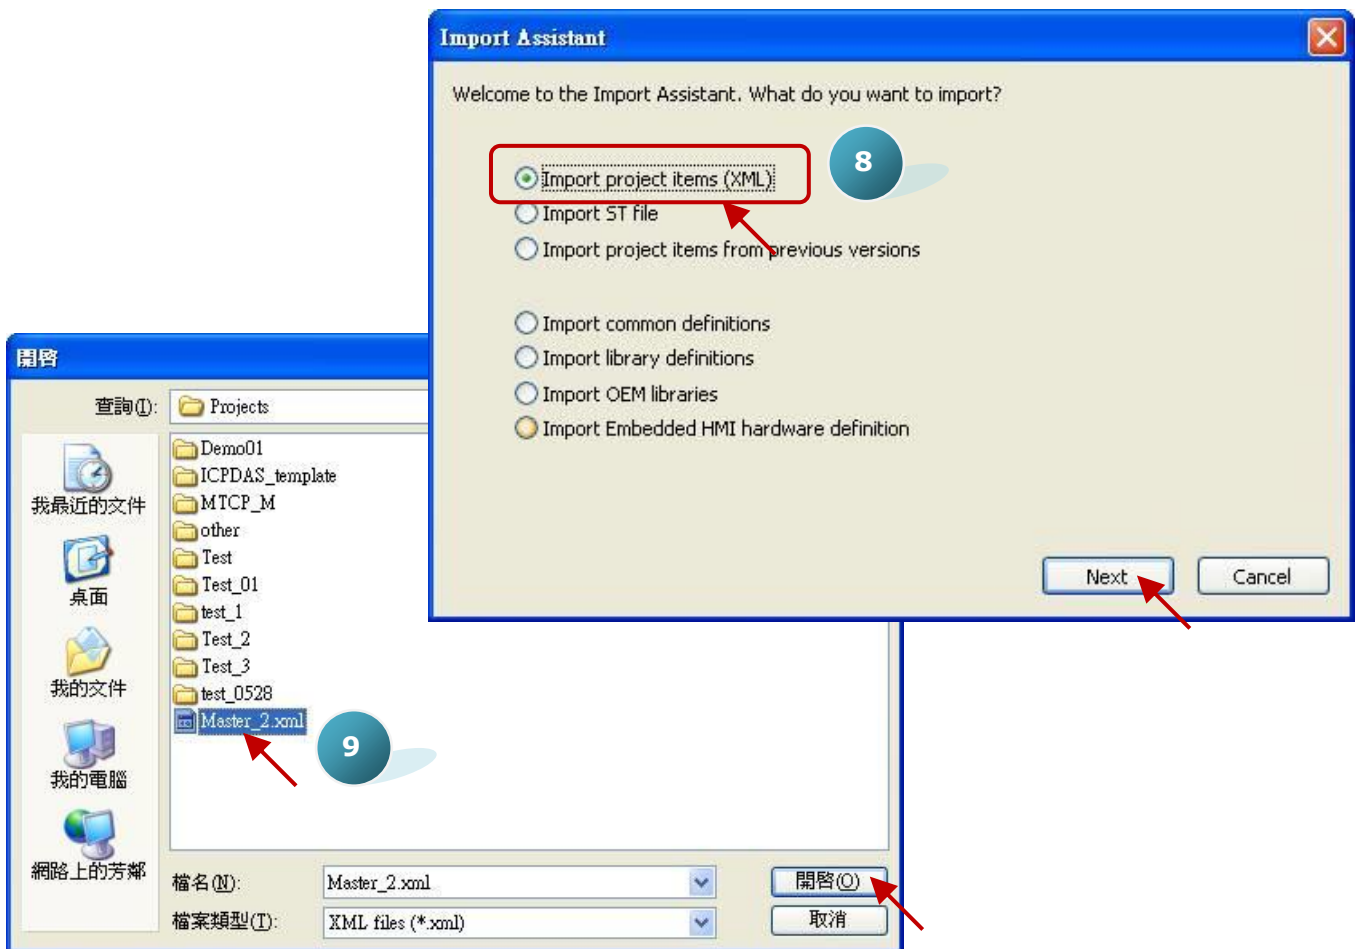 Import Assistant
Welcome to the Import Assistant. What do you want to import?
Import project items (XML)
8
Import ST file
Import project items from previous versions
Import common definitions
Import library definitions
Import OEM libraries
Import Embedded HMI hardware definition
Next
Cancel
開啓
查詢(I):
Projects
我最近的文件
桌面
我的文件
我的電腦
網路上的芳鄰
Demo01
ICPDAS_template
MTCP_M
other
Test
Test_01
test_1
Test_2
Test_3
test_0528
Master_2.xml
9
檔名(N):
Master_2.xml
開啓(O)
檔案類型(T):
XML files (*.xml)
取消